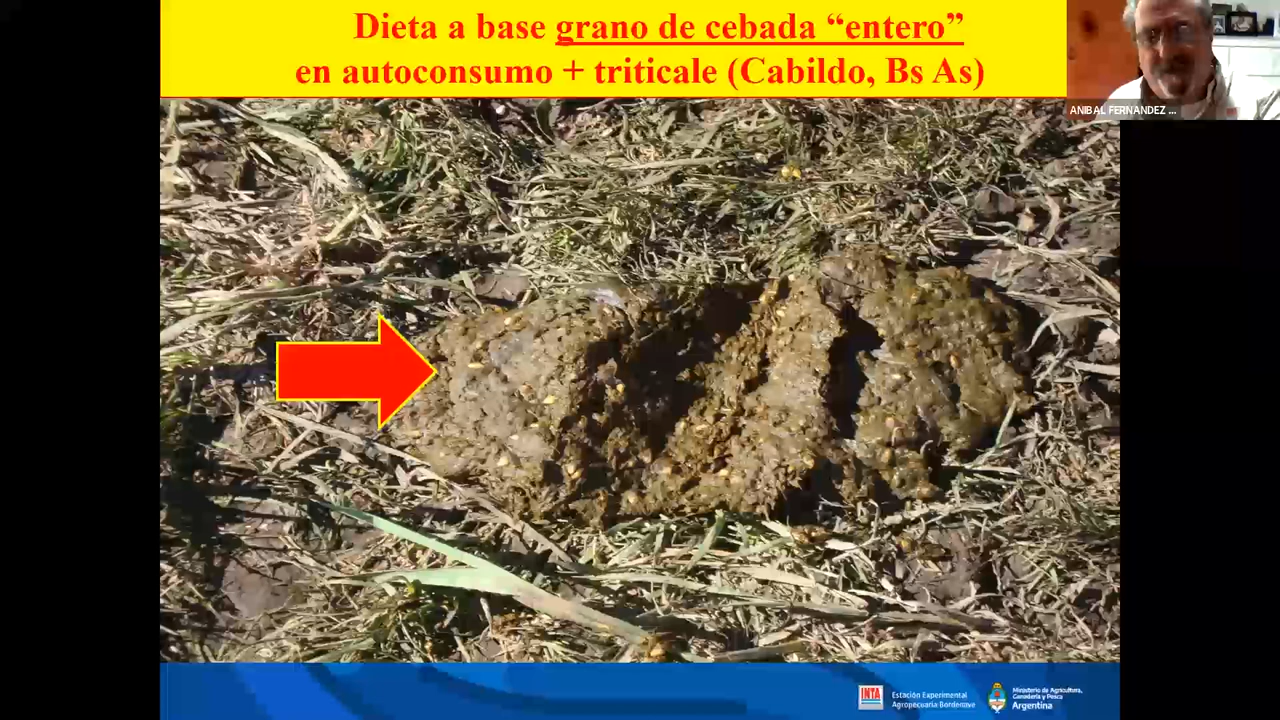 Dieta a base grano de cebada “entero”
en autoconsumo + triticale (Cabildo, Bs As)
ANIBAL FERNANDEZ ...
INTA
Estación Experimental
Agropecuaria Bordenave
Ministerio de Agricultura,
Ganadería y Pesca
Argentina